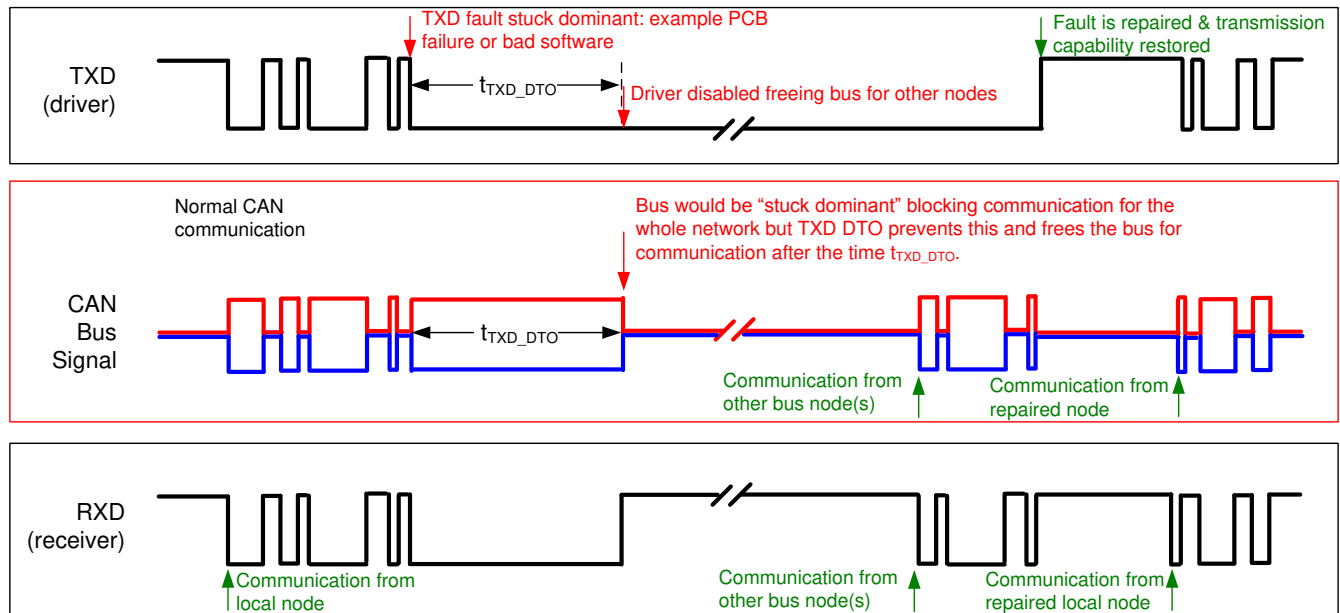 TXD fault stuck dominant: example PCB
failure or bad software
Fault is repaired & transmission
capability restored
TXD
(driver)
tTXD_DTO
Driver disabled freeing bus for other nodes
Normal CAN
communication
Bus would be “stuck dominant” blocking communication for the
whole network but TXD DTO prevents this and frees the bus for
communication after the time tTXD_DTO.
CAN
Bus
Signal
tTXD_DTO
Communication from
other bus node(s)
Communication from
repaired node
RXD
(receiver)
Communication from
local node
Communication from
other bus node(s)
Communication from
repaired local node